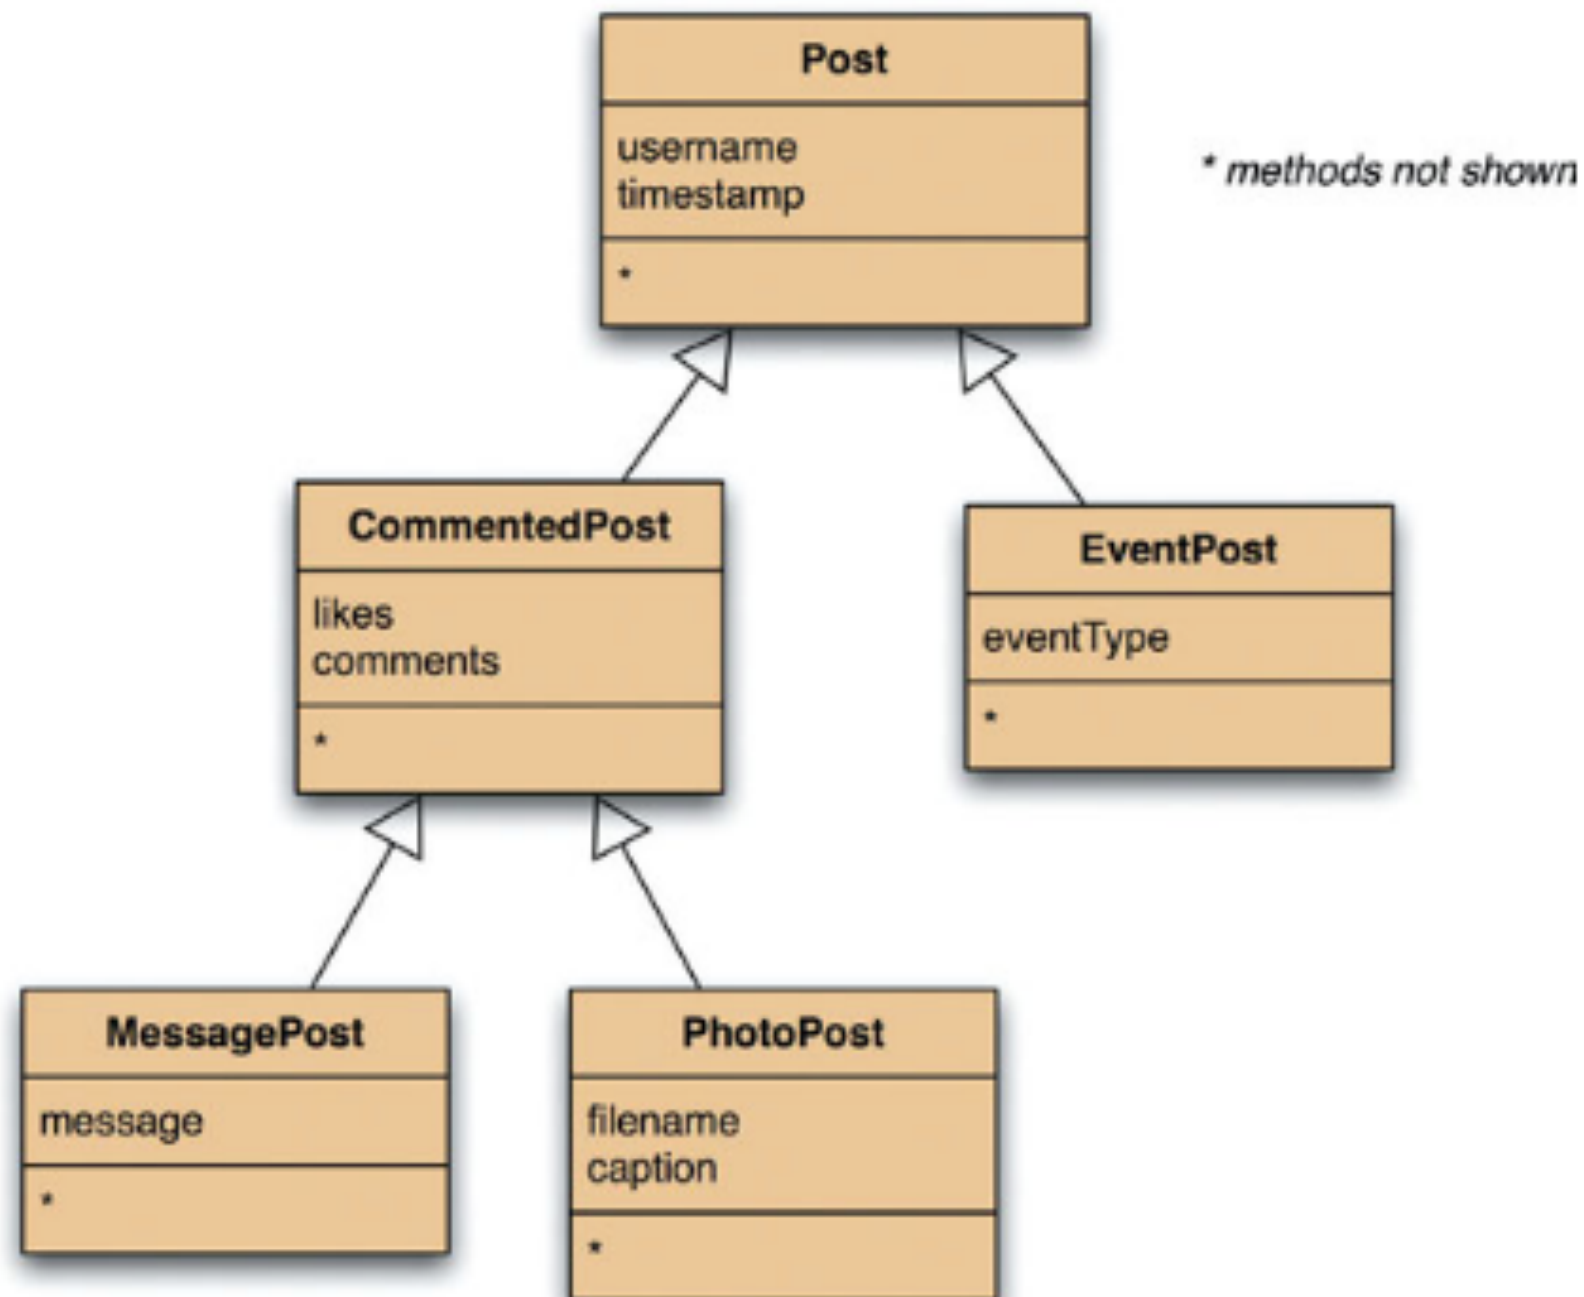 Post
username
timestamp
*
* methods not shown
CommentedPost
likes
comments
*
EventPost
eventType
*
MessagePost
message
*
PhotoPost
filename
caption
*